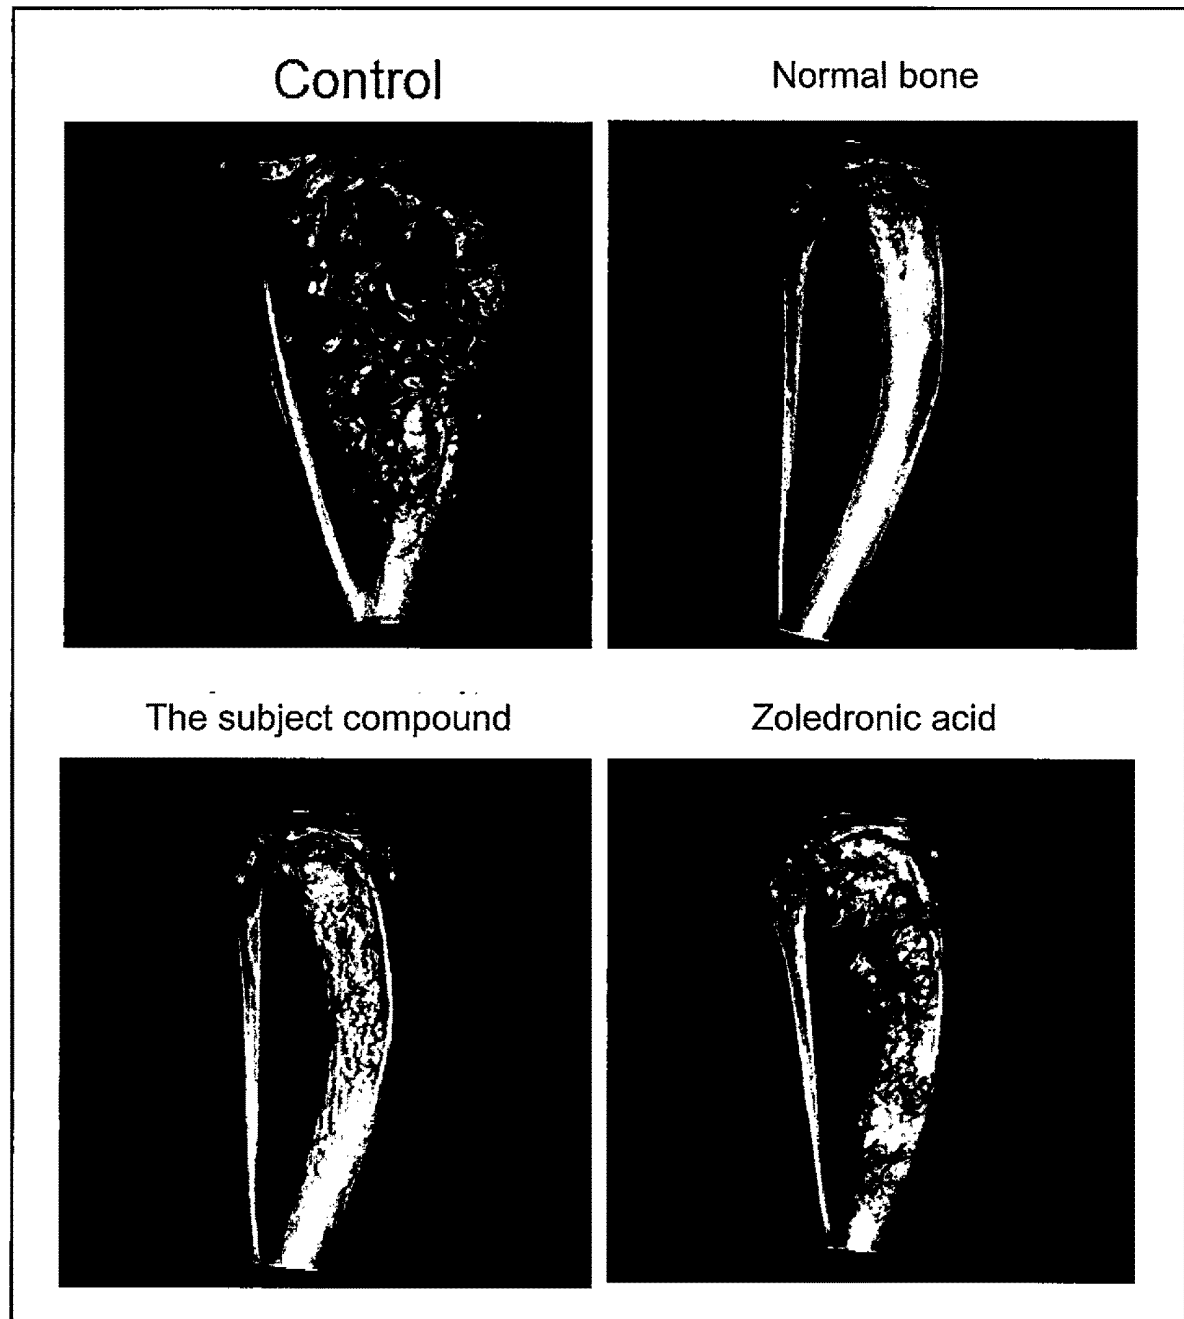 Control
Normal bone
The subject compound
Zoledronic acid